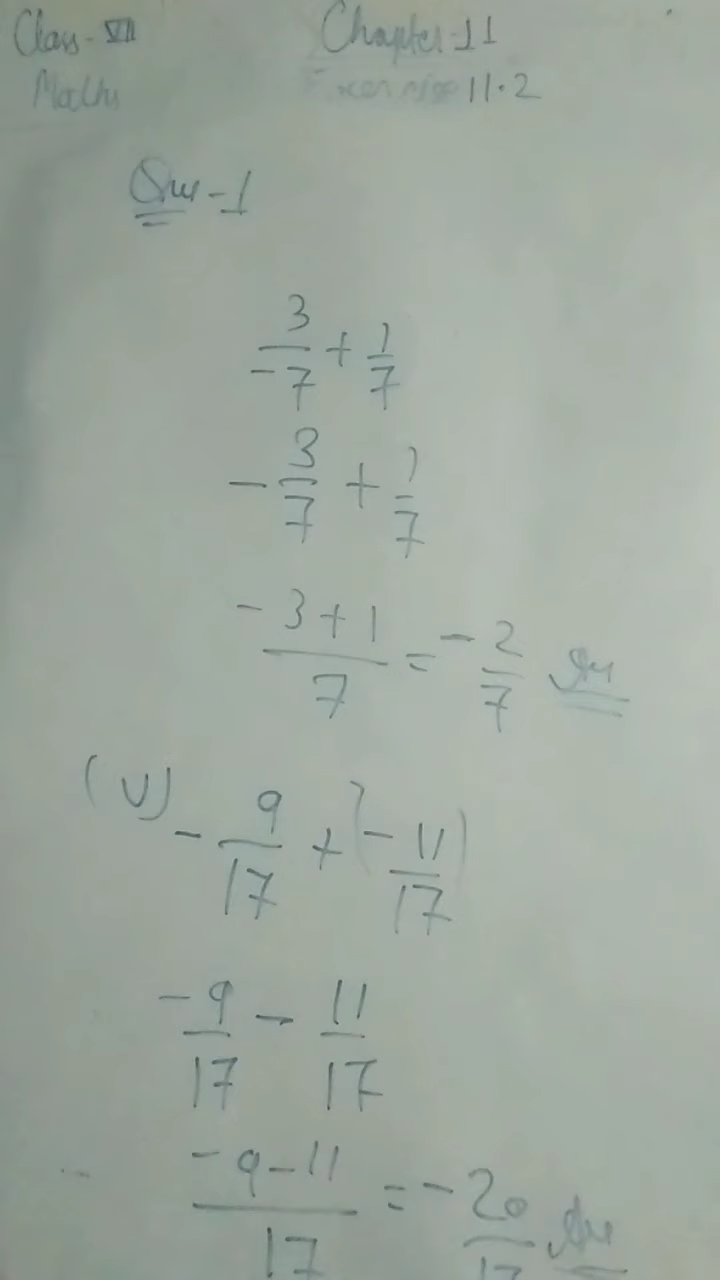 Class-VII Chapter-11
Maths Exercise 11.2
Que-1
3/-7 + 1/7
-3/7 + 1/7
-3+1/7 = -2/7 Ans
(V) -9/17 + (-11/17)
-9/17 - 11/17
-9-11/17 = -20/17 Ans